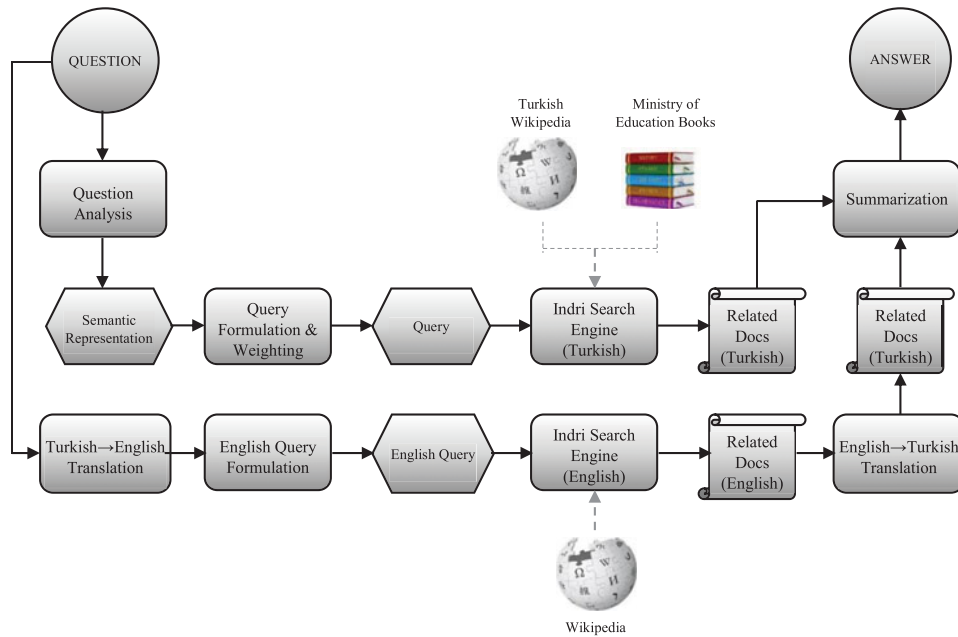 QUESTION
ANSWER
Turkish
Wikipedia
Ministry of
Education Books
Question
Analysis
Summarization
Semantic
Representation
Query
Formulation &
Weighting
Query
Indri Search
Engine
(Turkish)
Related
Docs
(Turkish)
Related
Docs
(Turkish)
Turkish→English
Translation
English Query
Formulation
English Query
Indri Search
Engine
(English)
Related
Docs
(English)
English→Turkish
Translation
Wikipedia